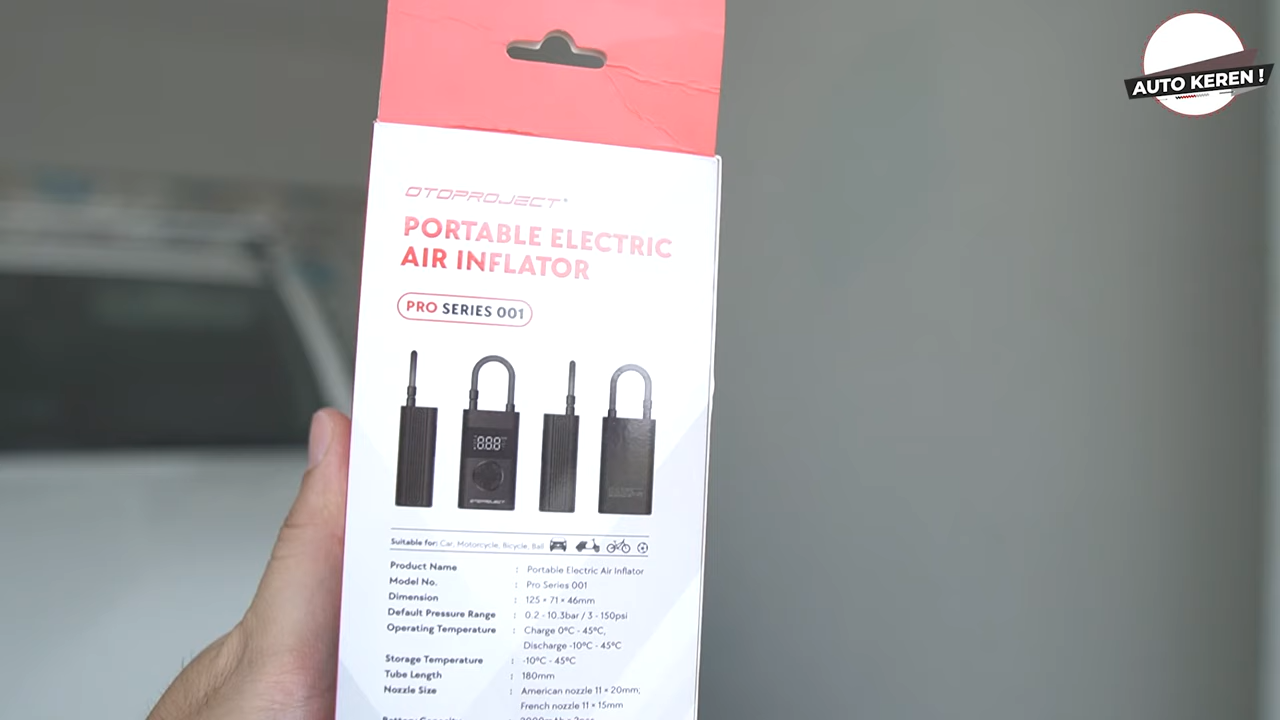 AUTO KEREN !
OTOPROJECT
PORTABLE ELECTRIC
AIR INFLATOR
PRO SERIES 001
888
OTOPROJECT
Suitable for: Car, Motorcycle, Bicycle, Ball
Product Name : Portable Electric Air Inflator
Model No. : Pro Series 001
Dimension : 125 × 71 × 46mm
Default Pressure Range : 0.2 - 10.3bar / 3 - 150psi
Operating Temperature : Charge 0°C - 45°C,
Discharge -10°C - 45°C
Storage Temperature : -10°C - 45°C
Tube Length : 180mm
Nozzle Size : American nozzle 11 × 20mm;
French nozzle 11 × 15mm